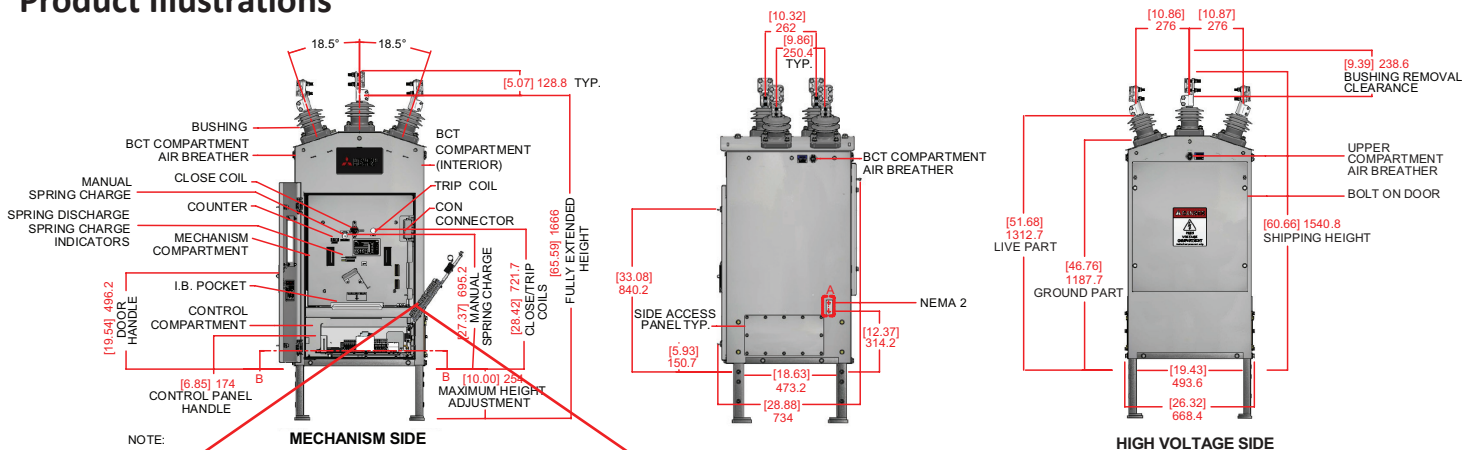 Product Illustrations
18.5°
18.5°
[5.07] 128.8 TYP.
BUSHING
BCT COMPARTMENT
AIR BREATHER
CLOSE COIL
MANUAL
SPRING CHARGE
COUNTER
SPRING DISCHARGE
SPRING CHARGE
INDICATORS
MECHANISM
COMPARTMENT
I.B. POCKET
CONTROL
COMPARTMENT
[19.54] 496.2
DOOR
HANDLE
B
[6.85] 174
CONTROL PANEL
HANDLE
BCT
COMPARTMENT
(INTERIOR)
TRIP COIL
CON
CONNECTOR
[27.37] 695.2
MANUAL
SPRING CHARGE
[28.42] 721.7
CLOSE/TRIP
COILS
[65.59] 1666
FULLY EXTENDED
HEIGHT
B
[10.00] 254
MAXIMUM HEIGHT
ADJUSTMENT
NOTE:
MECHANISM SIDE
[10.32]
262
[9.86]
250.4
TYP.
BCT COMPARTMENT
AIR BREATHER
[33.08]
840.2
A
NEMA 2
SIDE ACCESS
PANEL TYP.
[12.37]
314.2
[5.93]
150.7
[18.63]
473.2
[28.88]
734
[10.86]
276
[10.87]
276
[9.39] 238.6
BUSHING REMOVAL
CLEARANCE
UPPER
COMPARTMENT
AIR BREATHER
BOLT ON DOOR
[51.68]
1312.7
LIVE PART
[60.66] 1540.8
SHIPPING HEIGHT
[46.76]
1187.7
GROUND PART
[19.43]
493.6
[26.32]
668.4
HIGH VOLTAGE SIDE